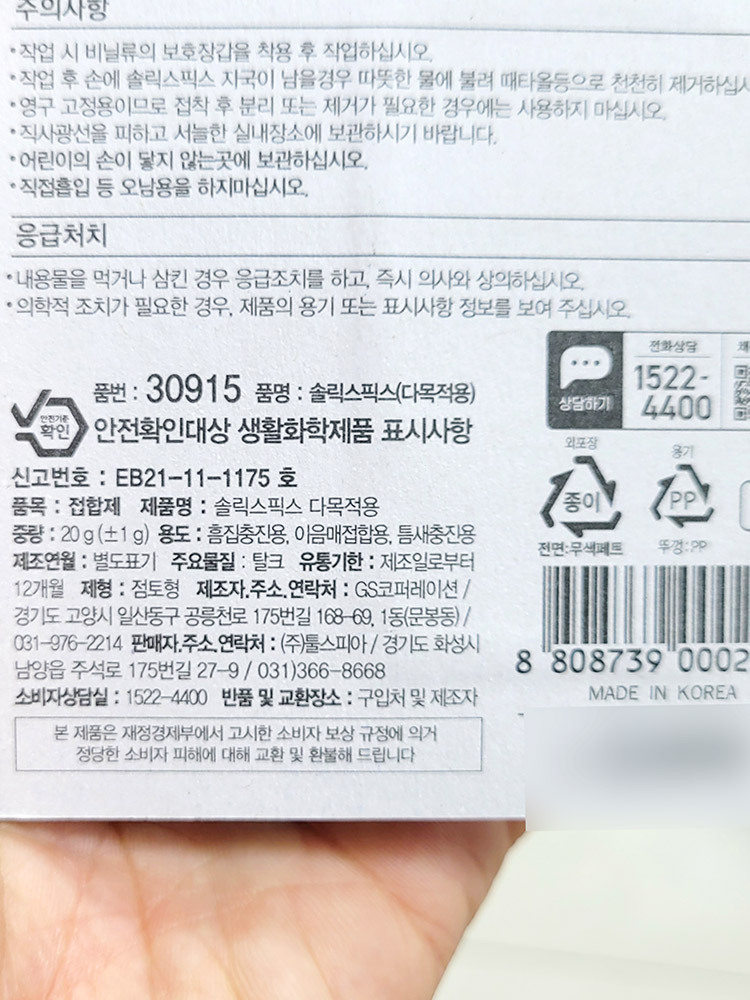 주의사항
•작업 시 비닐류의 보호장갑을 착용 후 작업하십시오.
•작업 후 손에 솔릭스픽스 자국이 남을경우 따뜻한 물에 불려 때타올등으로 천천히 제거하십시
•영구 고정용이므로 접착 후 분리 또는 제거가 필요한 경우에는 사용하지 마십시오.
•직사광선을 피하고 서늘한 실내장소에 보관하시기 바랍니다.
•어린이의 손이 닿지 않는곳에 보관하십시오.
•직접흡입 등 오남용을 하지마십시오.
응급처치
•내용물을 먹거나 삼킨 경우 응급조치를 하고, 즉시 의사와 상의하십시오.
•의학적 조치가 필요한 경우, 제품의 용기 또는 표시사항 정보를 보여 주십시오.
안전기준
확인
품번 : 30915 품명 : 솔릭스픽스(다목적용)
안전확인대상 생활화학제품 표시사항
신고번호 : EB21-11-1175 호
품목 : 접합제 제품명 : 솔릭스픽스 다목적용
중량 : 20g(±1g) 용도 : 흠집충진용, 이음매접합용, 틈새충진용
제조연월 : 별도표기 주요물질 : 탈크 유통기한 : 제조일로부터
12개월 제형 : 점토형 제조자.주소.연락처 : GS코퍼레이션 /
경기도 고양시 일산동구 공릉천로 175번길 168-69, 1동(문봉동) /
031-976-2214 판매자.주소.연락처 : (주)툴스피아 / 경기도 화성시
남양읍 주석로 175번길 27-9 / 031)366-8668
소비자상담실 : 1522-4400 반품 및 교환장소 : 구입처 및 제조자
본 제품은 재정경제부에서 고시한 소비자 보상 규정에 의거
정당한 소비자 피해에 대해 교환 및 환불해 드립니다
상담하기
전화상담
1522-
4400
외포장
종이
전면:무색페트
용기
PP
뚜껑:PP
8 808739 0002
MADE IN KOREA